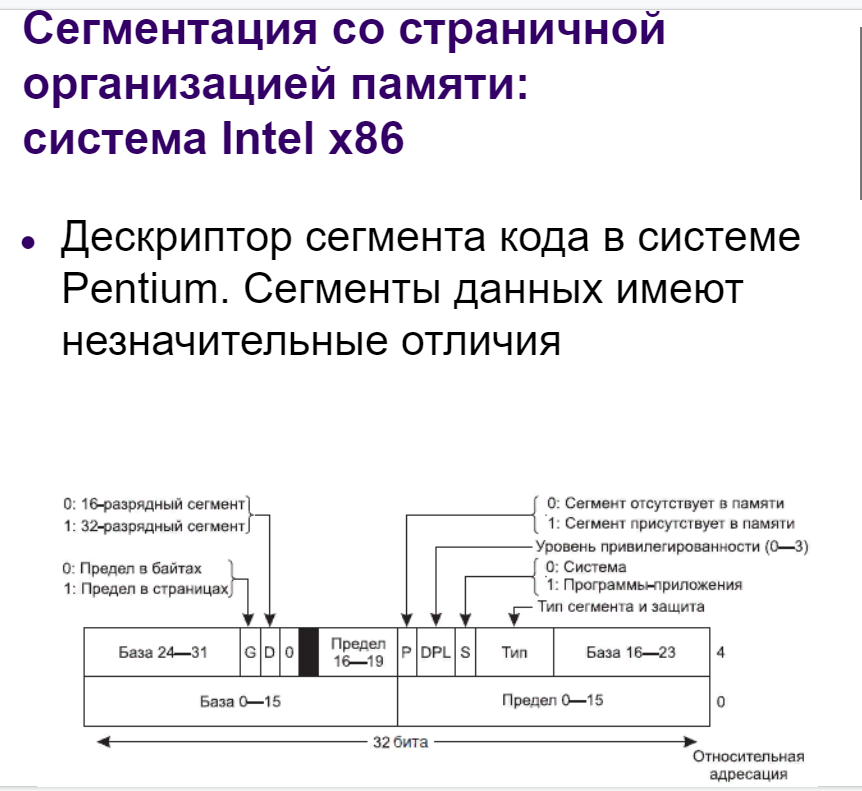 Сегментация со страничной
организацией памяти:
система Intel x86
• Дескриптор сегмента кода в системе
Pentium. Сегменты данных имеют
незначительные отличия
0: 16-разрядный сегмент
1: 32-разрядный сегмент
0: Предел в байтах
1: Предел в страницах
0: Сегмент отсутствует в памяти
1: Сегмент присутствует в памяти
Уровень привилегированности (0—3)
0: Система
1: Программы-приложения
Тип сегмента и защита
База 24—31 G D 0 Предел 16—19 P DPL S Тип База 16—23 4
База 0—15 Предел 0—15 0
32 бита
Относительная
адресация